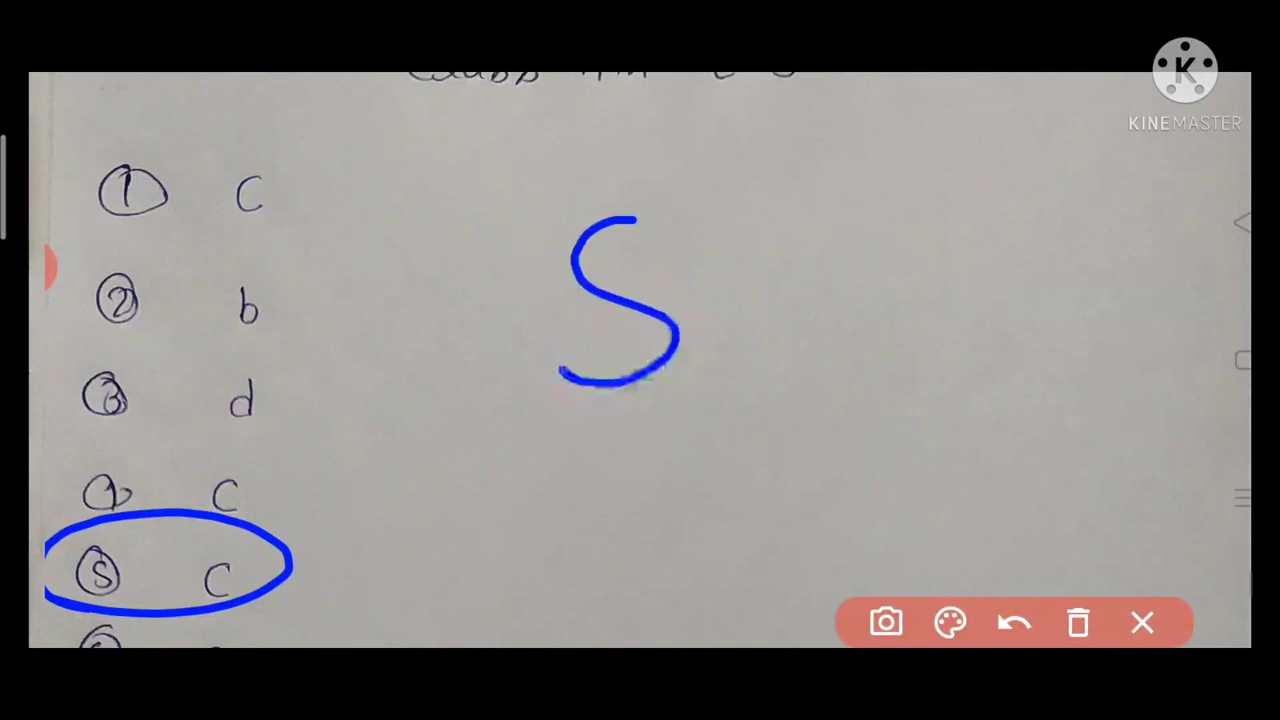 KINEMASTER
① C
② b
③ d
④ C
⑤ C
S